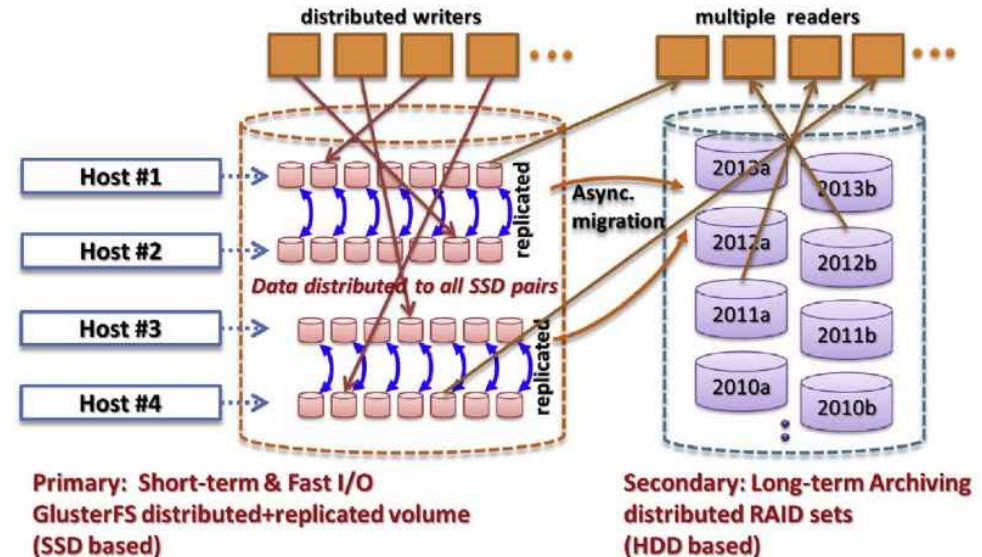 distributed writers
multiple readers
Host #1
Host #2
Host #3
Host #4
replicated
Data distributed to all SSD pairs
replicated
Async.
migration
2013a
2013b
2012a
2012b
2011a
2011b
2010a
2010b
Primary: Short-term & Fast I/O
GlusterFS distributed+replicated volume
(SSD based)
Secondary: Long-term Archiving
distributed RAID sets
(HDD based)